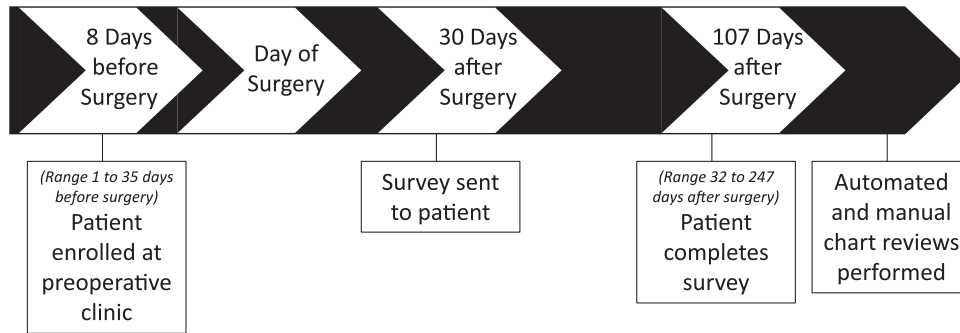 8 Days
before
Surgery
Day of
Surgery
30 Days
after
Surgery
107 Days
after
Surgery
(Range 1 to 35 days
before surgery)
Patient
enrolled at
preoperative
clinic
Survey sent
to patient
(Range 32 to 247
days after surgery)
Patient
completes
survey
Automated
and manual
chart reviews
performed